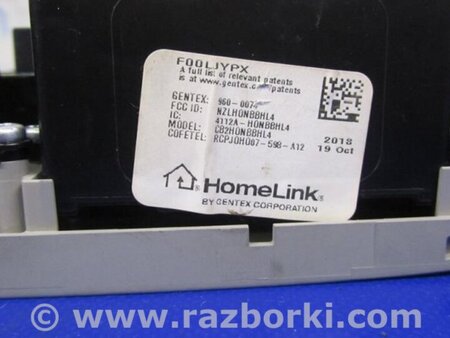 F00LJYPX
A full list of relevant patents
is at www.gentex.com/patents
GENTEX: 960-0074
FCC ID: NZLHONBBHL4
IC: 4112A-HONBBHL4
CB2HONBBHL4
COFETEL: RCPJOHO07-598-A12
2018
19 Oct
HomeLink®
BY GENTEX CORPORATION
© www.razborki.com/